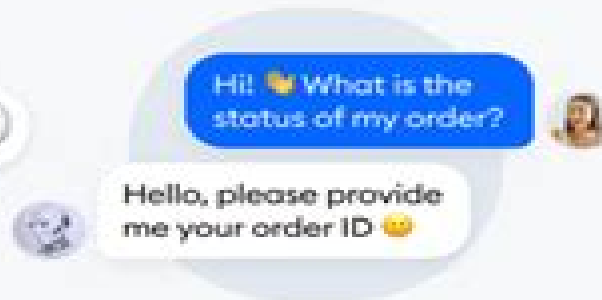 Hi! 👋 What is the
status of my order?
Hello, please provide
me your order ID 🙂